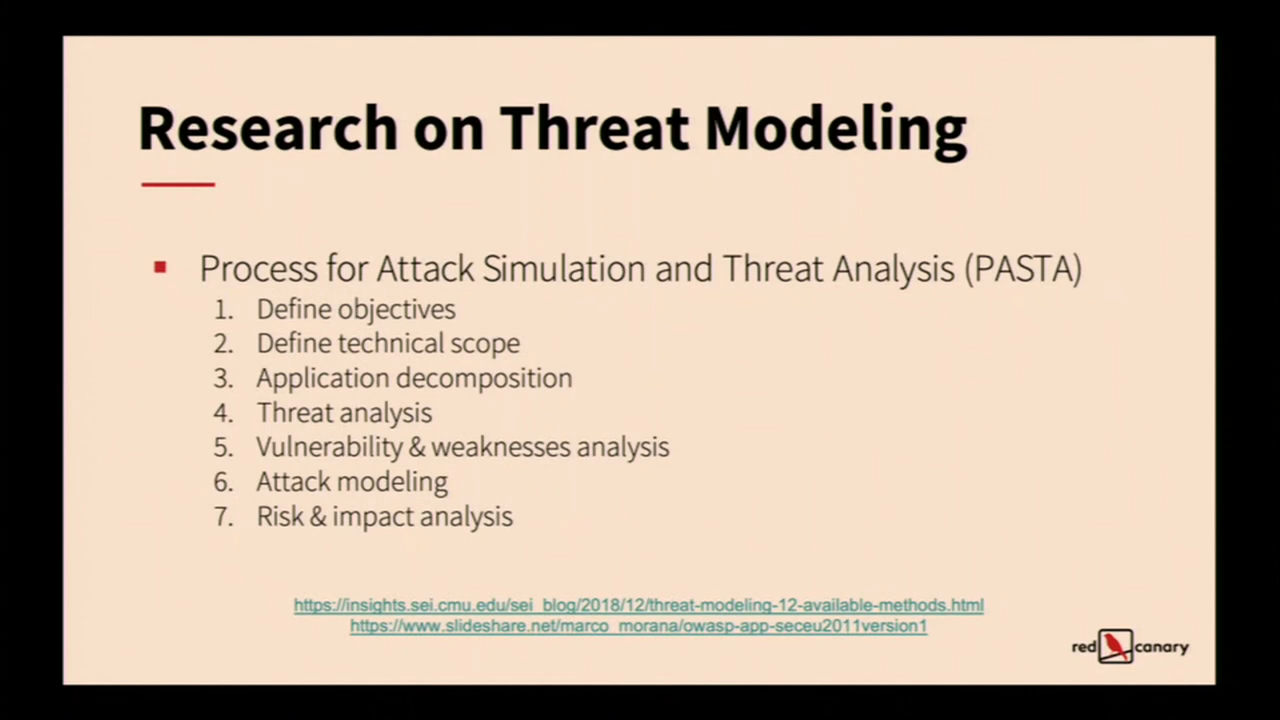 Research on Threat Modeling
Process for Attack Simulation and Threat Analysis (PASTA)
1. Define objectives
2. Define technical scope
3. Application decomposition
4. Threat analysis
5. Vulnerability & weaknesses analysis
6. Attack modeling
7. Risk & impact analysis
https://insights.sei.cmu.edu/sei_blog/2018/12/threat-modeling-12-available-methods.html
https://www.slideshare.net/marco_morana/owasp-app-seceu2011version1
red canary